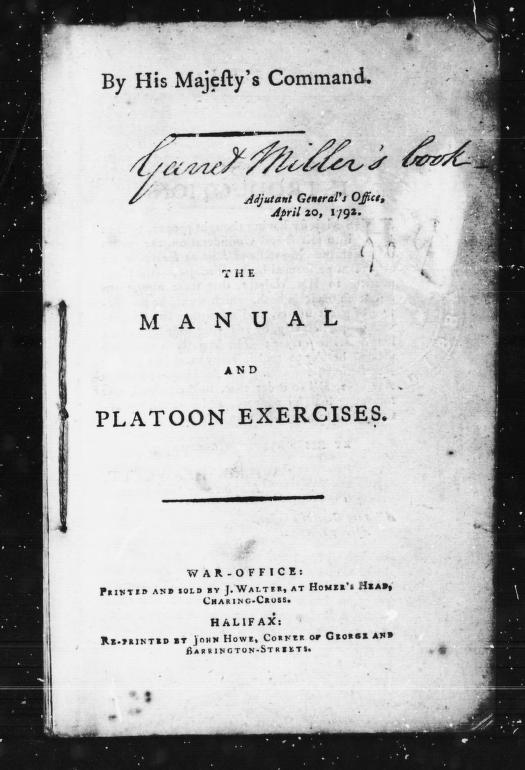 By His Majeſty's Command.
Garret Miller's book
Adjutant General's Office,
April 20, 1792.
THE
MANUAL
AND
PLATOON EXERCISES.
WAR-OFFICE:
Printed and sold by J. Walter, at Homer's Head,
Charing-Cross.
HALIFAX:
Re-printed by John Howe, Corner of George and
Barrington-Streets.